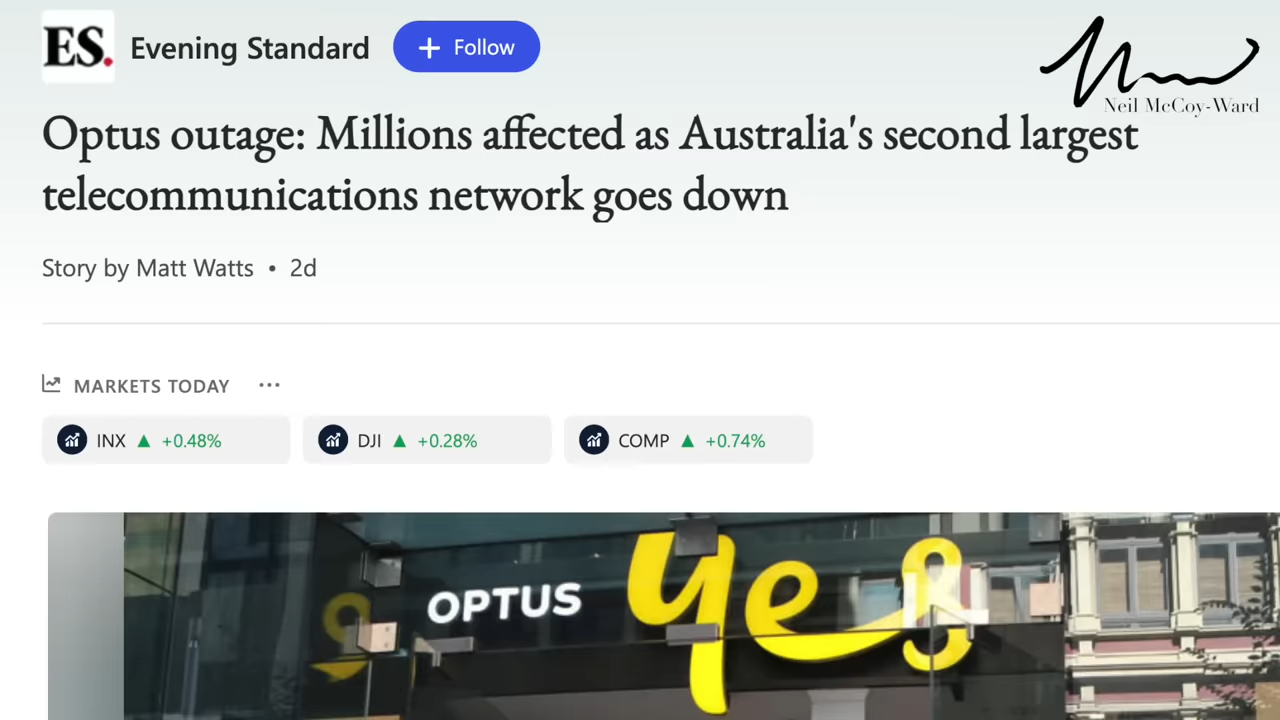 ES.
Evening Standard
+ Follow
Neil McCoy-Ward
Optus outage: Millions affected as Australia's second largest
telecommunications network goes down
Story by Matt Watts • 2d
MARKETS TODAY ...
INX ▲ +0.48%
DJI ▲ +0.28%
COMP ▲ +0.74%
OPTUS
yes